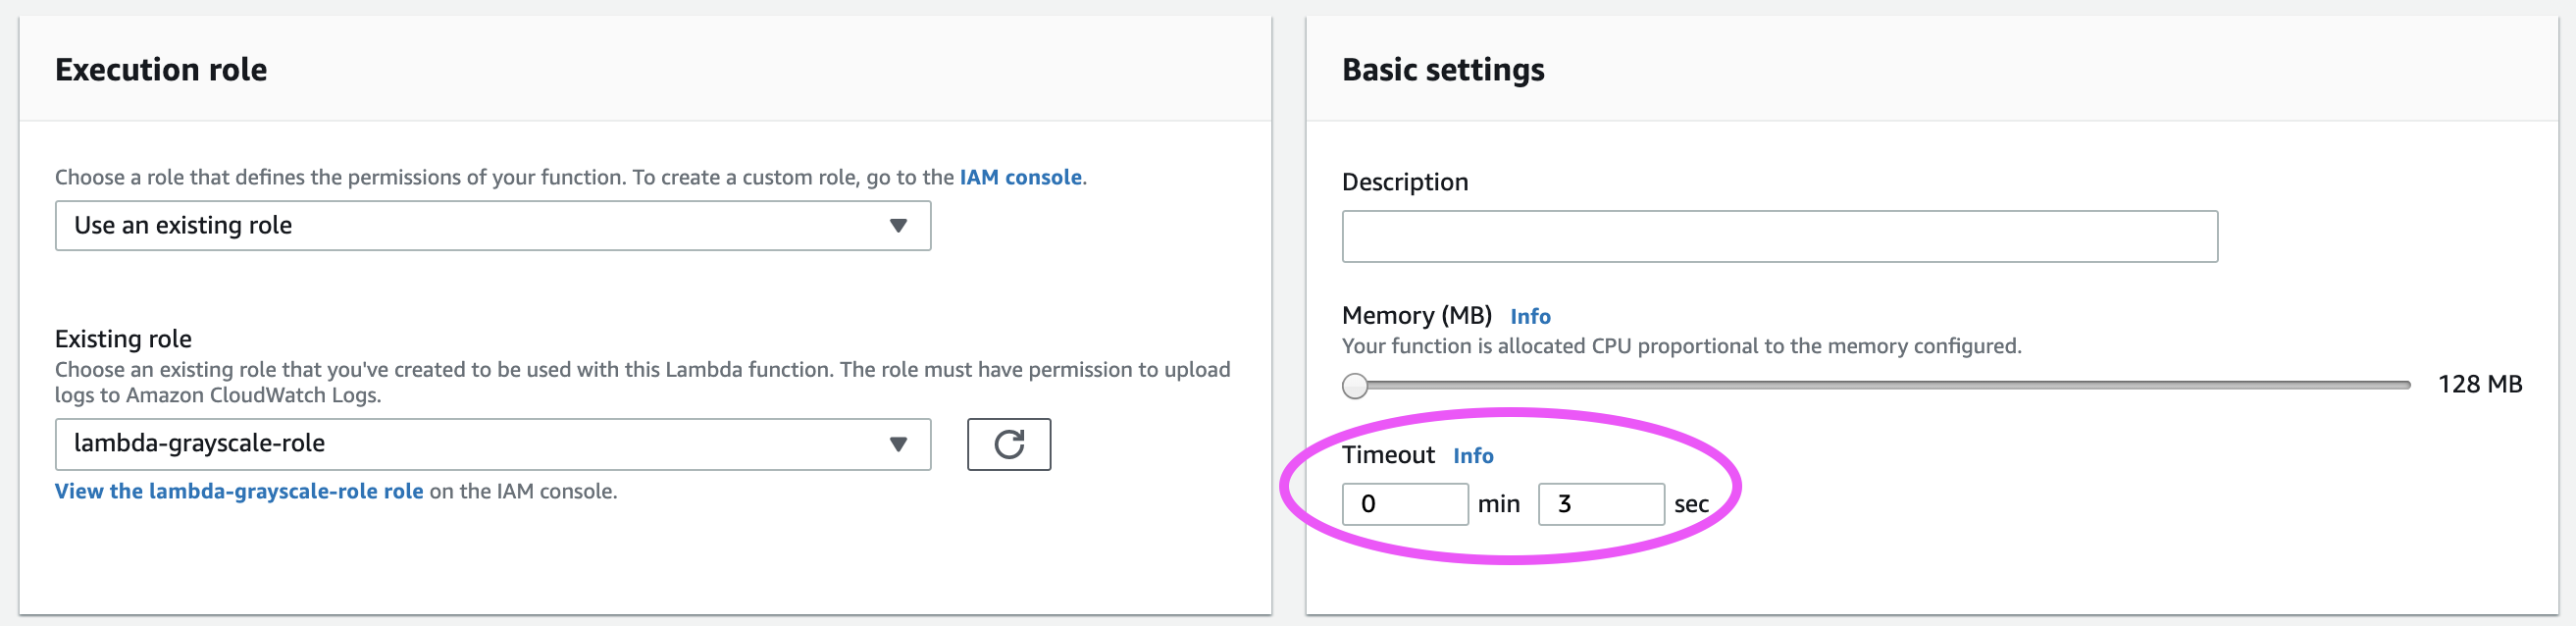 Execution role
Choose a role that defines the permissions of your function. To create a custom role, go to the IAM console.
Use an existing role
Existing role
Choose an existing role that you've created to be used with this Lambda function. The role must have permission to upload
logs to Amazon CloudWatch Logs.
lambda-grayscale-role
View the lambda-grayscale-role role on the IAM console.
Basic settings
Description
Memory (MB) Info
Your function is allocated CPU proportional to the memory configured.
128 MB
Timeout Info
0 min 3 sec